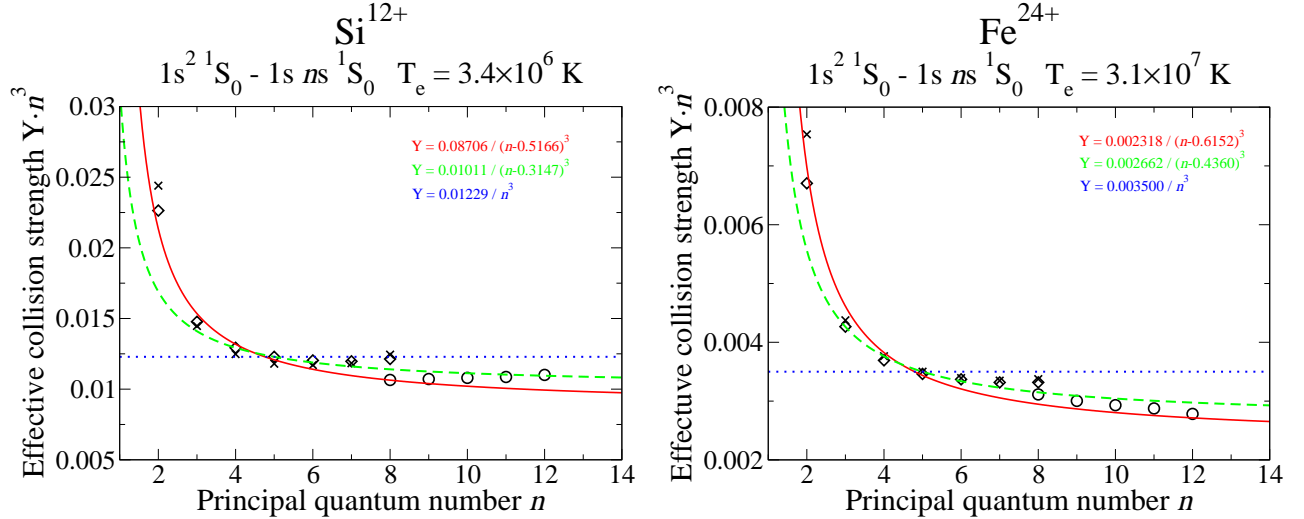 Si¹²⁺
1s² ¹S₀ - 1s ns ¹S₀ Tₑ = 3.4×10⁶ K
Effective collision strength Υ·n³
0.03
0.025
0.02
0.015
0.01
0.005
Υ = 0.08706 / (n-0.5166)³
Υ = 0.01011 / (n-0.3147)³
Υ = 0.01229 / n³
2 4 6 8 10 12 14
Principal quantum number n
Fe²⁴⁺
1s² ¹S₀ - 1s ns ¹S₀ Tₑ = 3.1×10⁷ K
Effectuve collision strength Υ·n³
0.008
0.006
0.004
0.002
Υ = 0.002318 / (n-0.6152)³
Υ = 0.002662 / (n-0.4360)³
Υ = 0.003500 / n³
2 4 6 8 10 12 14
Principal quantum number n